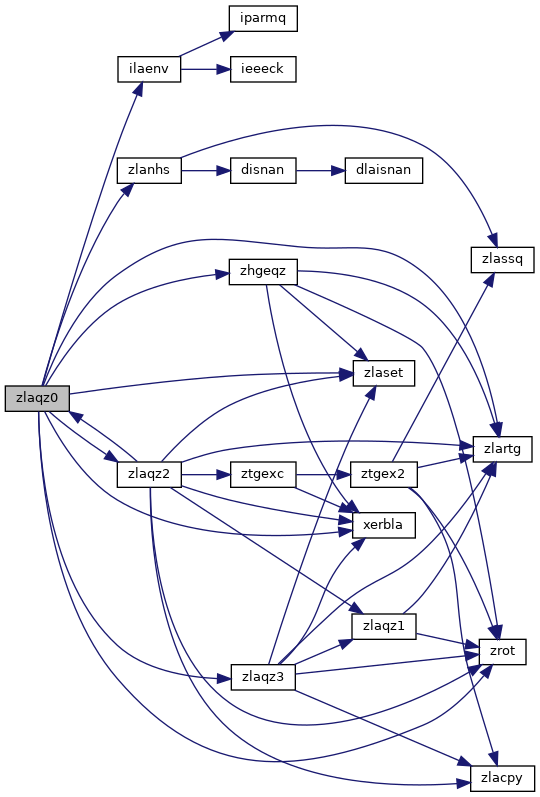 iparmq
ilaenv
ieeeck
zlanhs
disnan
dlaisnan
zlassq
zhgeqz
zlaset
zlaqz0
zlartg
zlaqz2
ztgexc
ztgex2
xerbla
zlaqz1
zrot
zlaqz3
zlacpy